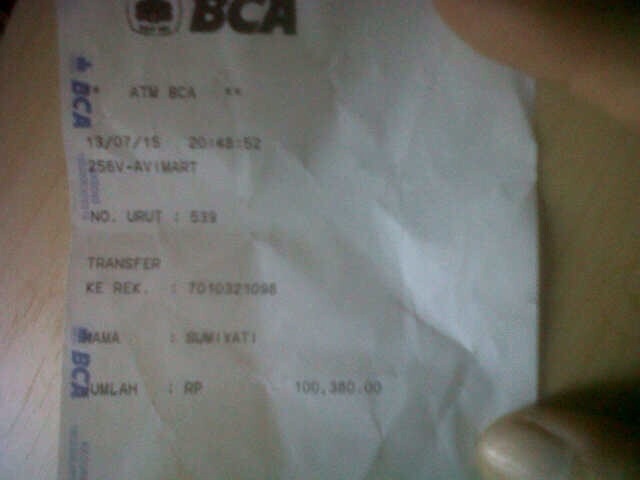 BCA
* ATM BCA **
13/07/15 20:48:52
256V-AVIMART
NO. URUT : 539
TRANSFER
KE REK. : 7010321098
NAMA : SUMIYATI
JUMLAH : RP 100,380.00
BCA
BCA